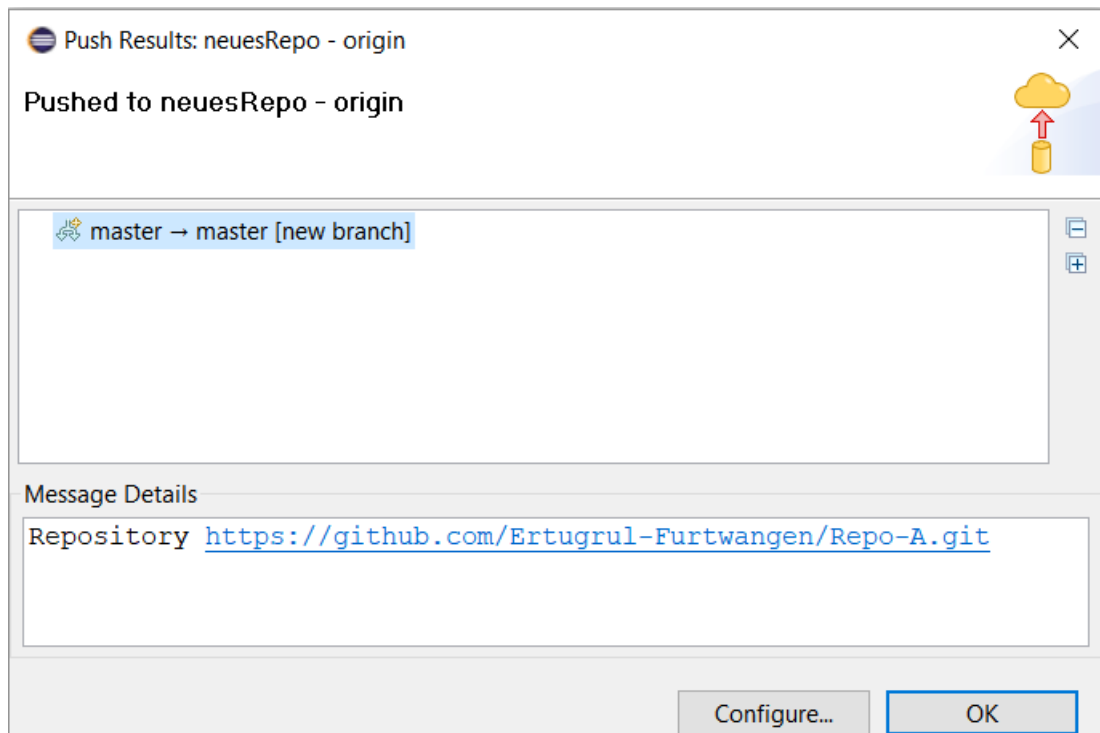 Push Results: neuesRepo - origin
Pushed to neuesRepo - origin
master → master [new branch]
Message Details
Repository https://github.com/Ertugrul-Furtwangen/Repo-A.git
Configure...
OK